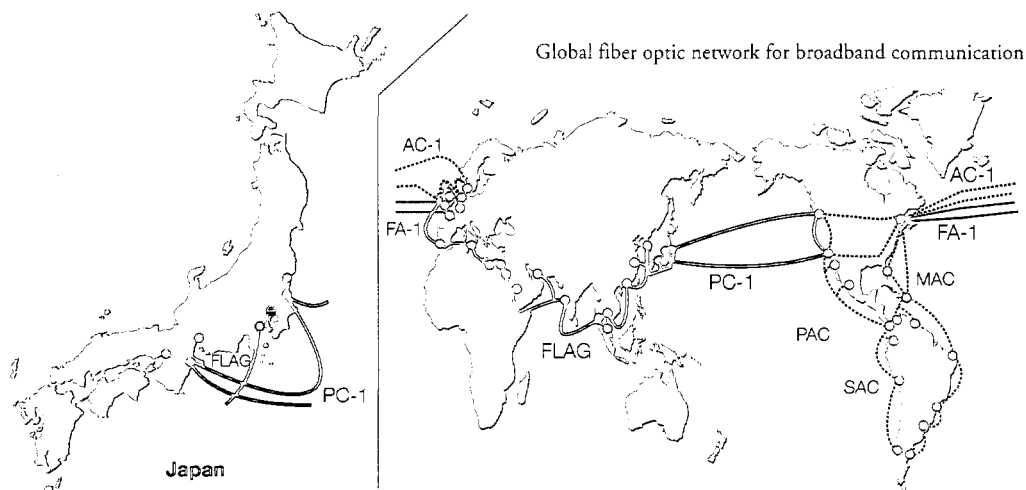 Global fiber optic network for broadband communication
AC-1
FA-1
FLAG
PC-1
AC-1
FA-1
MAC
PAC
SAC
FLAG
PC-1
Japan